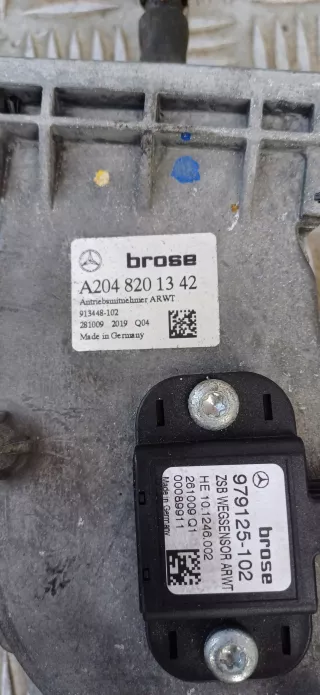 brose
A204 820 13 42
Antriebsmitnehmer ARWT
913448-102
281009 2019 Q04
Made in Germany
brose
979125-102
ZSB WEGSENSOR ARWT
HE 10.1246.002
261009 Q1
00089911
Made in Germany